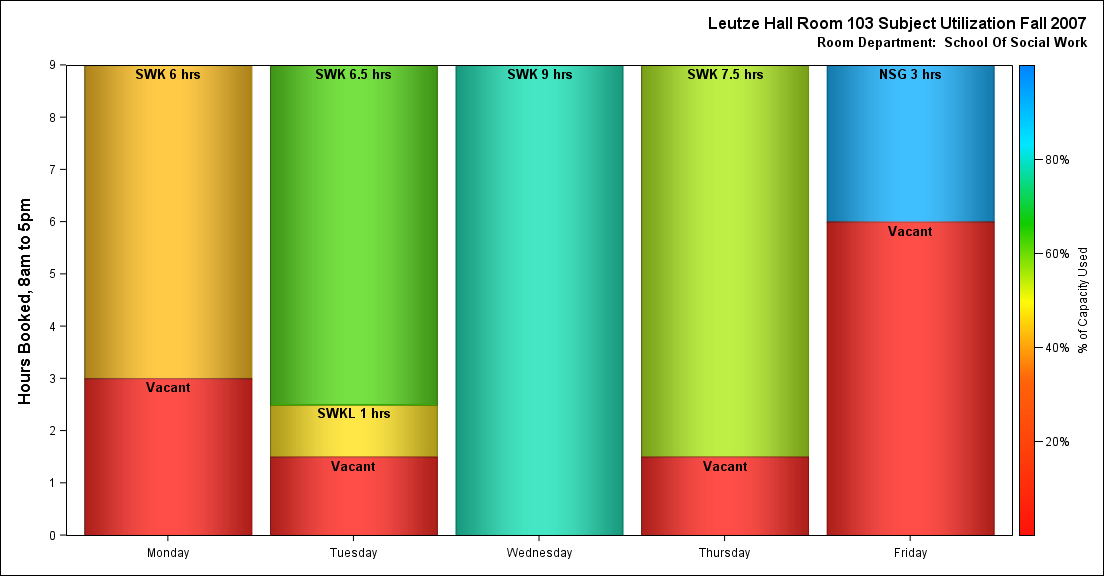 Leutze Hall Room 103 Subject Utilization Fall 2007
Room Department: School Of Social Work
Hours Booked, 8am to 5pm
9
8
7
6
5
4
3
2
1
0
SWK 6 hrs
Vacant
SWK 6.5 hrs
SWKL 1 hrs
Vacant
SWK 9 hrs
SWK 7.5 hrs
Vacant
NSG 3 hrs
Vacant
Monday
Tuesday
Wednesday
Thursday
Friday
80%
60%
40%
20%
% of Capacity Used